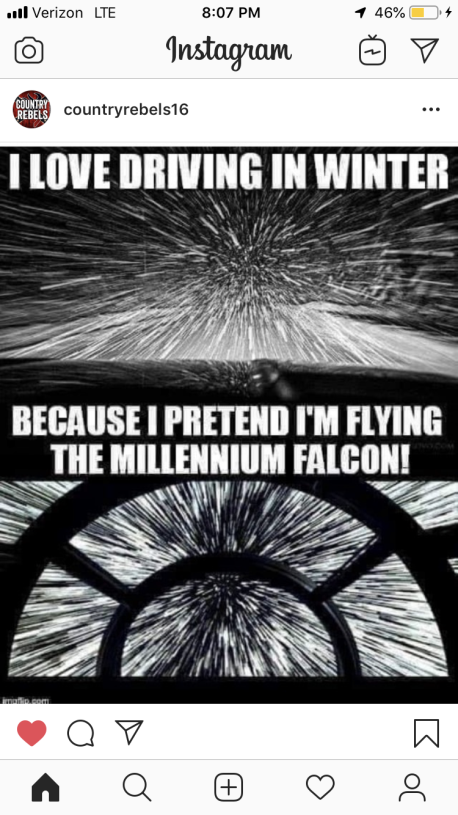 Verizon LTE 8:07 PM 46%
Instagram
COUNTRY
REBELS
countryrebels16
I LOVE DRIVING IN WINTER
BECAUSE I PRETEND I'M FLYING
THE MILLENNIUM FALCON!
imgflip.com